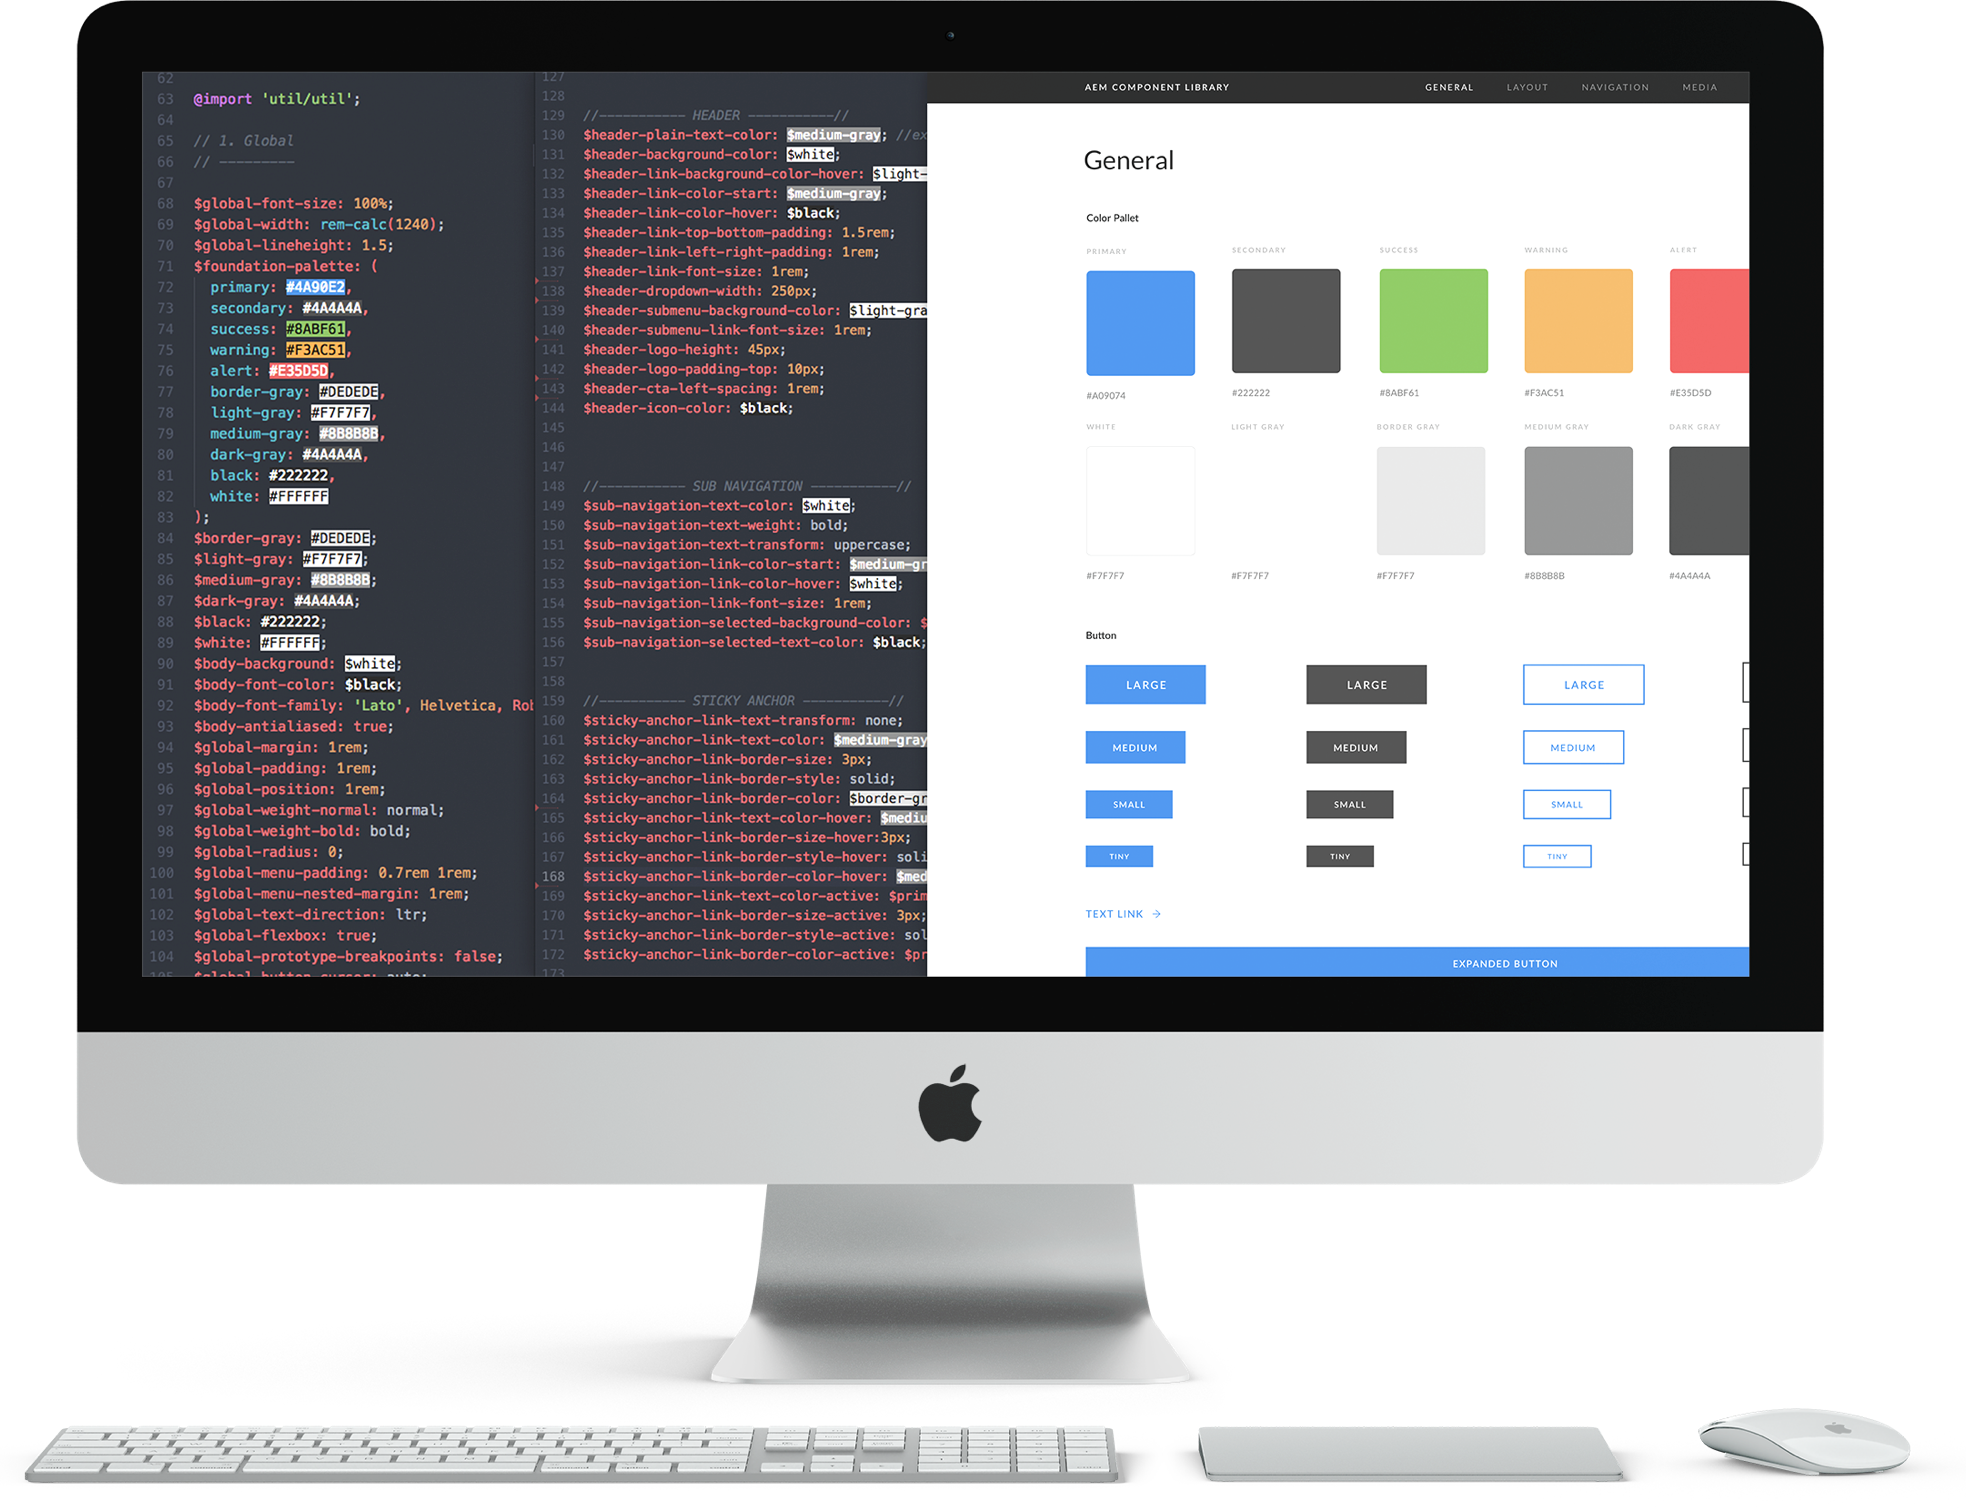 62
63 @import 'util/util';
64
65 // 1. Global
66 // ---------
67
68 $global-font-size: 100%;
69 $global-width: rem-calc(1240);
70 $global-lineheight: 1.5;
71 $foundation-palette: (
72 primary: #4A90E2,
73 secondary: #4A4A4A,
74 success: #8ABF61,
75 warning: #F3AC51,
76 alert: #E35D5D,
77 border-gray: #DEDEDE,
78 light-gray: #F7F7F7,
79 medium-gray: #8B8B8B,
80 dark-gray: #4A4A4A,
81 black: #222222,
82 white: #FFFFFF
83 );
84 $border-gray: #DEDEDE;
85 $light-gray: #F7F7F7;
86 $medium-gray: #8B8B8B;
87 $dark-gray: #4A4A4A;
88 $black: #222222;
89 $white: #FFFFFF;
90 $body-background: $white;
91 $body-font-color: $black;
92 $body-font-family: 'Lato', Helvetica, Rob
93 $body-antialiased: true;
94 $global-margin: 1rem;
95 $global-padding: 1rem;
96 $global-position: 1rem;
97 $global-weight-normal: normal;
98 $global-weight-bold: bold;
99 $global-radius: 0;
100 $global-menu-padding: 0.7rem 1rem;
101 $global-menu-nested-margin: 1rem;
102 $global-text-direction: ltr;
103 $global-flexbox: true;
104 $global-prototype-breakpoints: false;
105 $global-button-cursor: auto;
127
128
129 //----------- HEADER -----------//
130 $header-plain-text-color: $medium-gray; //ex
131 $header-background-color: $white;
132 $header-link-background-color-hover: $light-
133 $header-link-color-start: $medium-gray;
134 $header-link-color-hover: $black;
135 $header-link-top-bottom-padding: 1.5rem;
136 $header-link-left-right-padding: 1rem;
137 $header-link-font-size: 1rem;
138 $header-dropdown-width: 250px;
139 $header-submenu-background-color: $light-gra
140 $header-submenu-link-font-size: 1rem;
141 $header-logo-height: 45px;
142 $header-logo-padding-top: 10px;
143 $header-cta-left-spacing: 1rem;
144 $header-icon-color: $black;
145
146
147
148 //----------- SUB NAVIGATION -----------//
149 $sub-navigation-text-color: $white;
150 $sub-navigation-text-weight: bold;
151 $sub-navigation-text-transform: uppercase;
152 $sub-navigation-link-color-start: $medium-gr
153 $sub-navigation-link-color-hover: $white;
154 $sub-navigation-link-font-size: 1rem;
155 $sub-navigation-selected-background-color: $
156 $sub-navigation-selected-text-color: $black;
157
158
159 //----------- STICKY ANCHOR -----------//
160 $sticky-anchor-link-text-transform: none;
161 $sticky-anchor-link-text-color: $medium-gray
162 $sticky-anchor-link-border-size: 3px;
163 $sticky-anchor-link-border-style: solid;
164 $sticky-anchor-link-border-color: $border-gr
165 $sticky-anchor-link-text-color-hover: $mediu
166 $sticky-anchor-link-border-size-hover:3px;
167 $sticky-anchor-link-border-style-hover: soli
168 $sticky-anchor-link-border-color-hover: $med
169 $sticky-anchor-link-text-color-active: $prim
170 $sticky-anchor-link-border-size-active: 3px;
171 $sticky-anchor-link-border-style-active: sol
172 $sticky-anchor-link-border-color-active: $pr
173
AEM COMPONENT LIBRARY GENERAL LAYOUT NAVIGATION MEDIA
General
Color Pallet
PRIMARY SECONDARY SUCCESS WARNING ALERT
#A09074 #222222 #8ABF61 #F3AC51 #E35D5D
WHITE LIGHT GRAY BORDER GRAY MEDIUM GRAY DARK GRAY
#F7F7F7 #F7F7F7 #F7F7F7 #8B8B8B #4A4A4A
Button
LARGE LARGE LARGE
MEDIUM MEDIUM MEDIUM
SMALL SMALL SMALL
TINY TINY TINY
TEXT LINK →
EXPANDED BUTTON